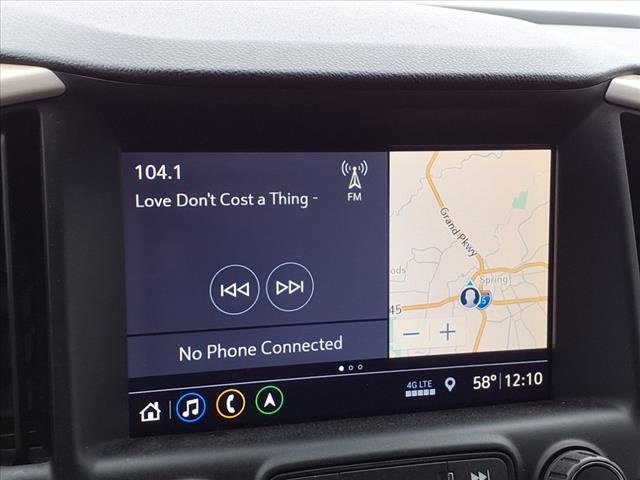 104.1
Love Don't Cost a Thing -
FM
Grand Pkwy
ods
Spring
45
No Phone Connected
4G LTE
58° 12:10